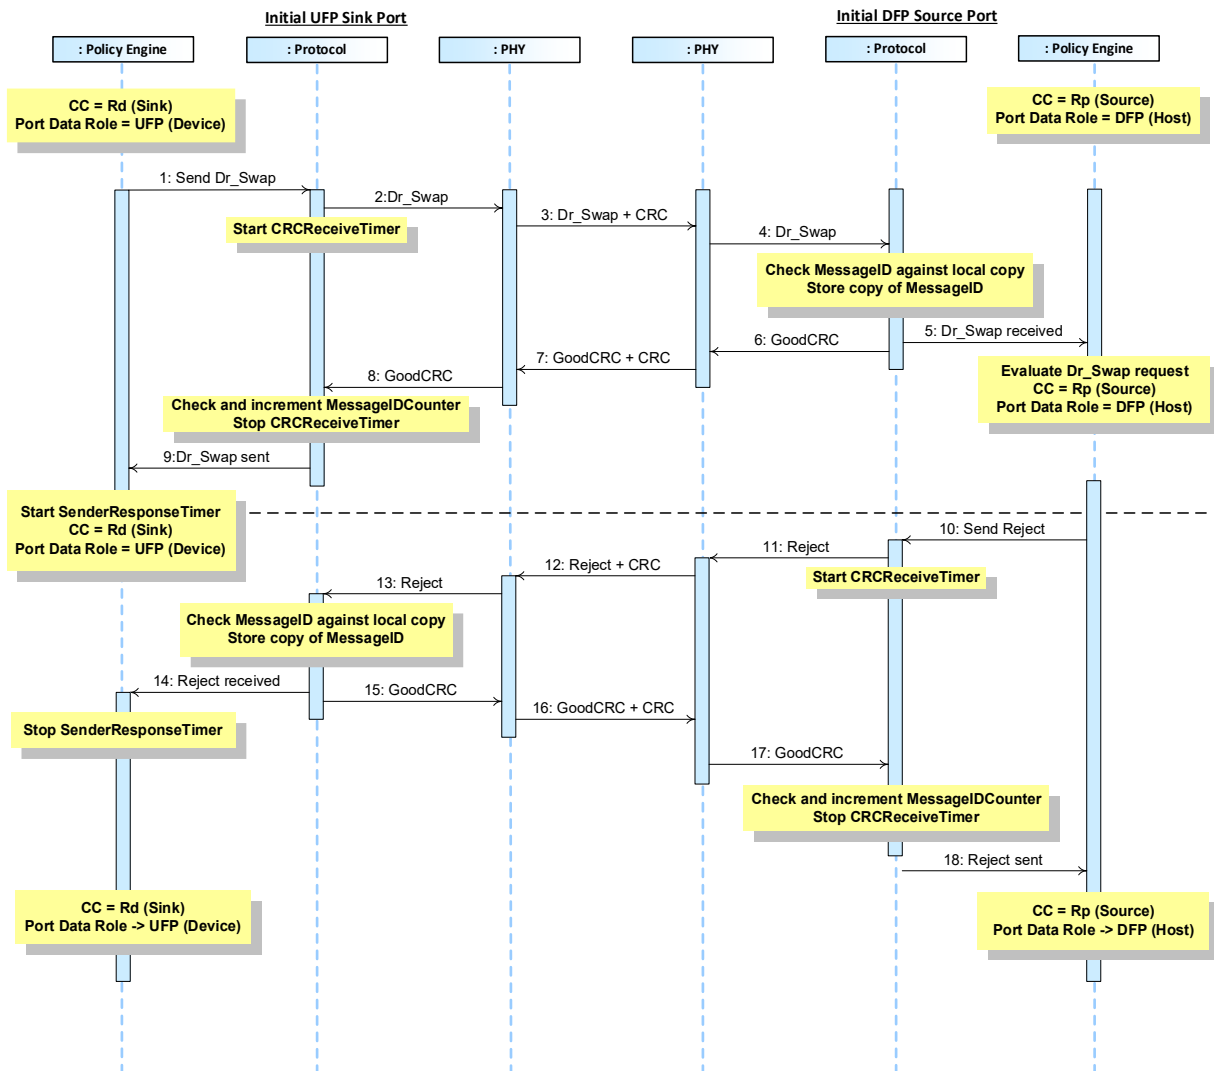 Initial UFP Sink Port
Initial DFP Source Port
: Policy Engine
: Protocol
: PHY
: PHY
: Protocol
: Policy Engine
CC = Rd (Sink)
Port Data Role = UFP (Device)
CC = Rp (Source)
Port Data Role = DFP (Host)
1: Send Dr_Swap
2:Dr_Swap
Start CRCReceiveTimer
3: Dr_Swap + CRC
4: Dr_Swap
Check MessageID against local copy
Store copy of MessageID
5: Dr_Swap received
6: GoodCRC
7: GoodCRC + CRC
8: GoodCRC
Evaluate Dr_Swap request
CC = Rp (Source)
Port Data Role = DFP (Host)
Check and increment MessageIDCounter
Stop CRCReceiveTimer
9:Dr_Swap sent
Start SenderResponseTimer
CC = Rd (Sink)
Port Data Role = UFP (Device)
10: Send Reject
11: Reject
Start CRCReceiveTimer
12: Reject + CRC
13: Reject
Check MessageID against local copy
Store copy of MessageID
14: Reject received
15: GoodCRC
16: GoodCRC + CRC
Stop SenderResponseTimer
17: GoodCRC
Check and increment MessageIDCounter
Stop CRCReceiveTimer
18: Reject sent
CC = Rd (Sink)
Port Data Role -> UFP (Device)
CC = Rp (Source)
Port Data Role -> DFP (Host)